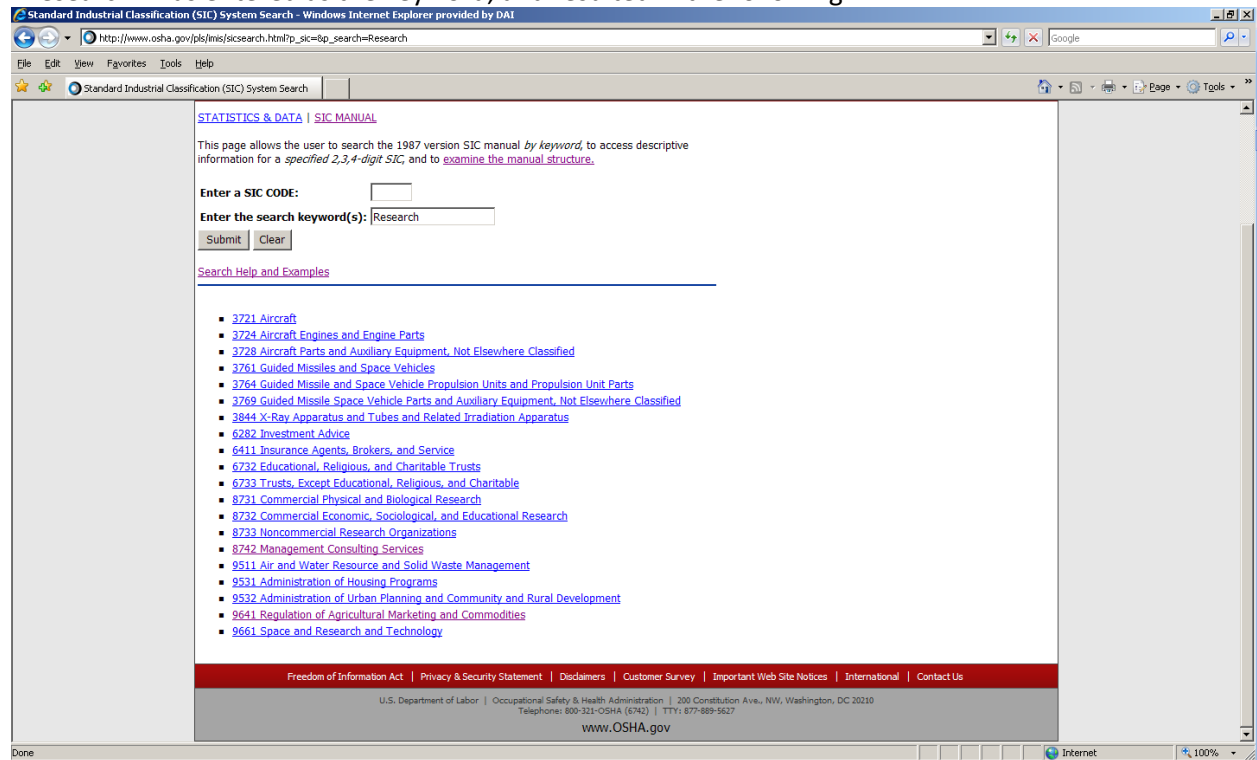 Standard Industrial Classification (SIC) System Search - Windows Internet Explorer provided by DAI
http://www.osha.gov/pls/imis/sicsearch.html?p_sic=&p_search=Research
Google
File Edit View Favorites Tools Help
Standard Industrial Classification (SIC) System Search
Page Tools »
STATISTICS & DATA | SIC MANUAL
This page allows the user to search the 1987 version SIC manual by keyword, to access descriptive
information for a specified 2,3,4-digit SIC, and to examine the manual structure.
Enter a SIC CODE:
Enter the search keyword(s): Research
Submit Clear
Search Help and Examples
3721 Aircraft
3724 Aircraft Engines and Engine Parts
3728 Aircraft Parts and Auxiliary Equipment, Not Elsewhere Classified
3761 Guided Missiles and Space Vehicles
3764 Guided Missile and Space Vehicle Propulsion Units and Propulsion Unit Parts
3769 Guided Missile Space Vehicle Parts and Auxiliary Equipment, Not Elsewhere Classified
3844 X-Ray Apparatus and Tubes and Related Irradiation Apparatus
6282 Investment Advice
6411 Insurance Agents, Brokers, and Service
6732 Educational, Religious, and Charitable Trusts
6733 Trusts, Except Educational, Religious, and Charitable
8731 Commercial Physical and Biological Research
8732 Commercial Economic, Sociological, and Educational Research
8733 Noncommercial Research Organizations
8742 Management Consulting Services
9511 Air and Water Resource and Solid Waste Management
9531 Administration of Housing Programs
9532 Administration of Urban Planning and Community and Rural Development
9641 Regulation of Agricultural Marketing and Commodities
9661 Space and Research and Technology
Freedom of Information Act | Privacy & Security Statement | Disclaimers | Customer Survey | Important Web Site Notices | International | Contact Us
U.S. Department of Labor | Occupational Safety & Health Administration | 200 Constitution Ave., NW, Washington, DC 20210
Telephone: 800-321-OSHA (6742) | TTY: 877-889-5627
www.OSHA.gov
Done
Internet
100%